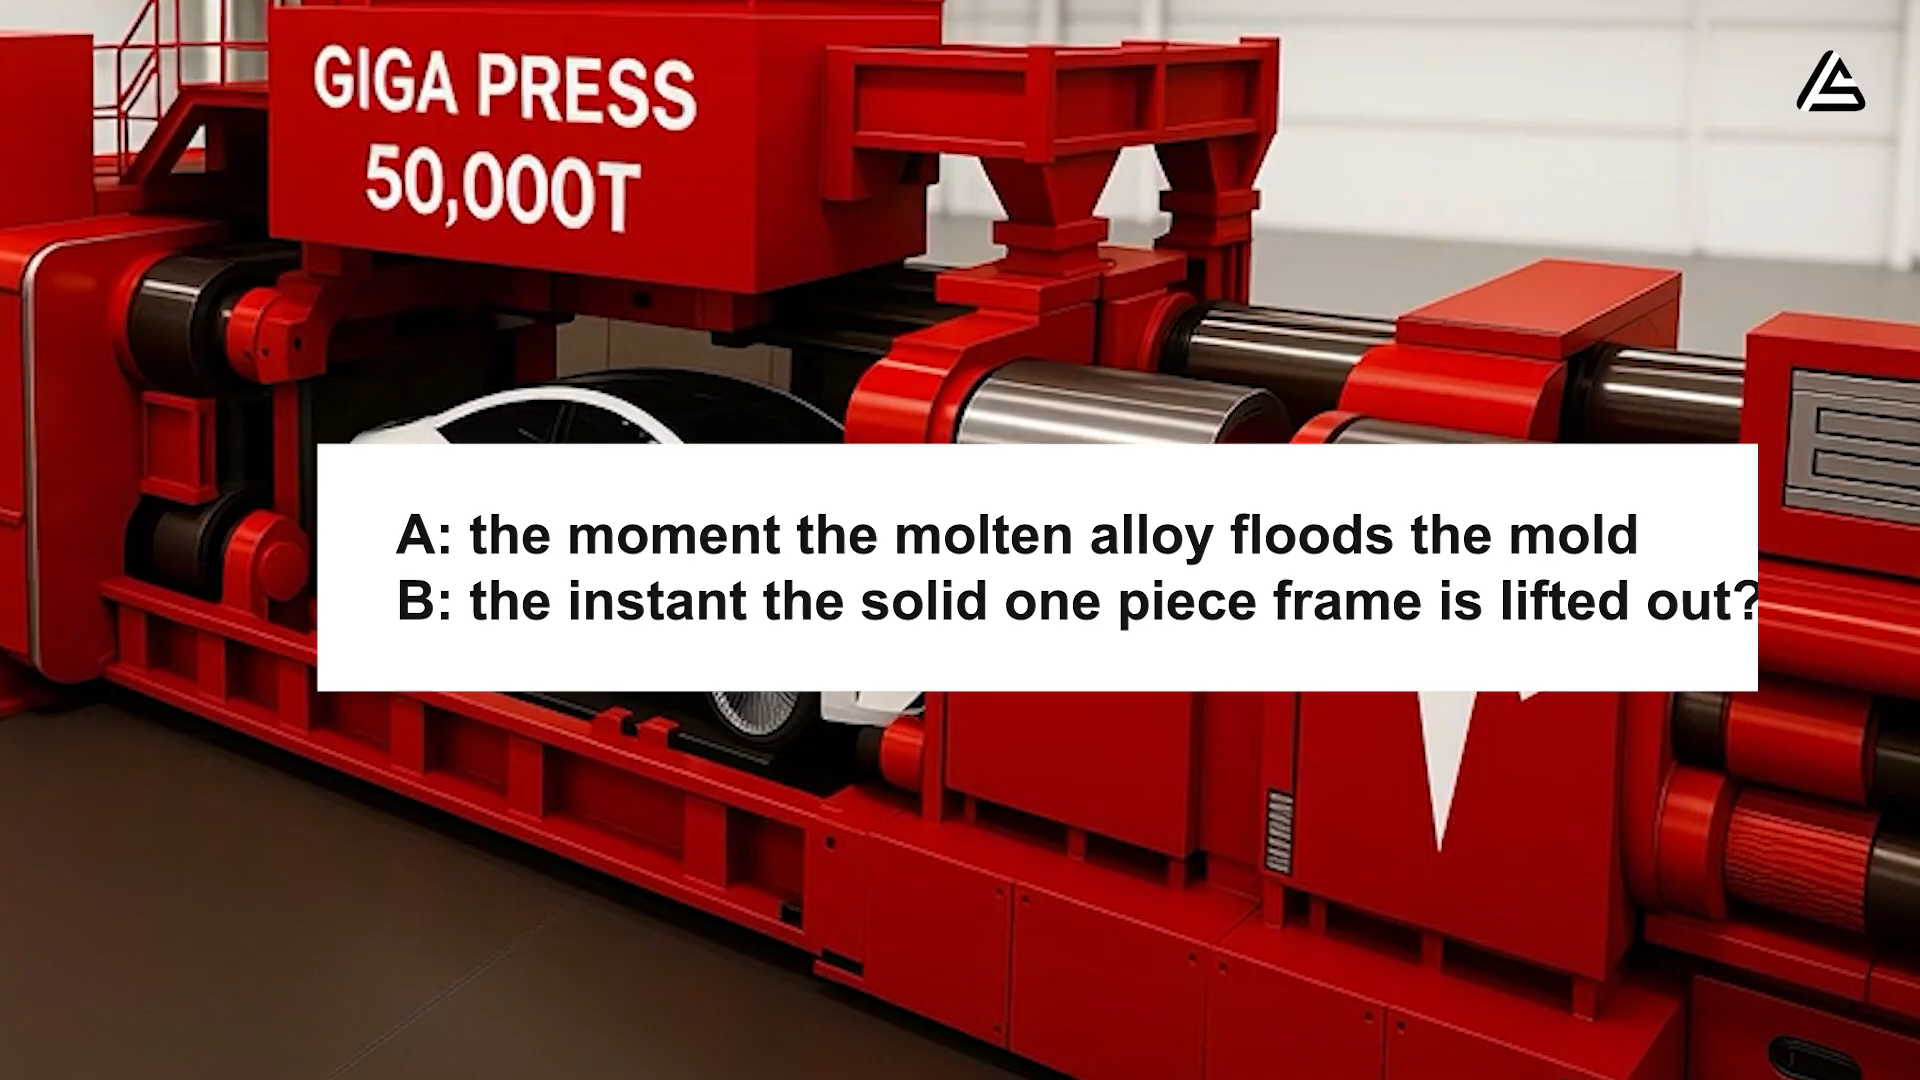 GIGA PRESS
50,000T
A: the moment the molten alloy floods the mold
B: the instant the solid one piece frame is lifted out?